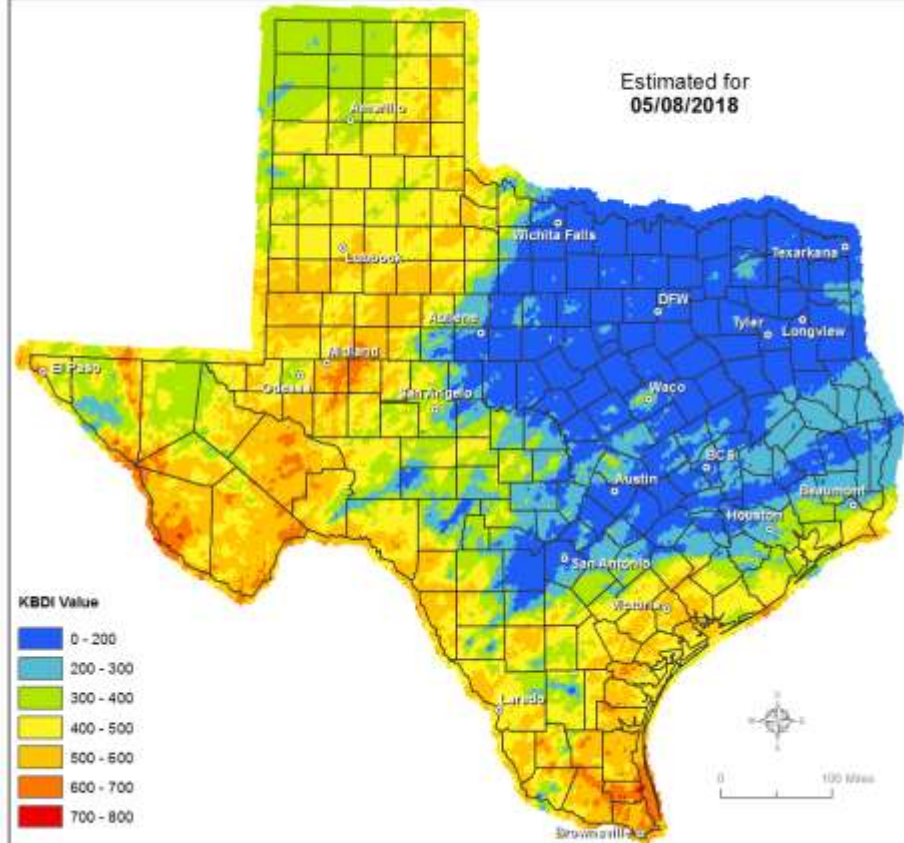 Estimated for
05/08/2018
Amarillo
Wichita Falls
Texarkana
Lubbock
DFW
Abilene
Tyler
Longview
Midland
El Paso
Odessa
San Angelo
Waco
BCS
Austin
Beaumont
Houston
San Antonio
Victoria
Laredo
Brownsville
KBDI Value
0 - 200
200 - 300
300 - 400
400 - 500
500 - 600
600 - 700
700 - 800
0 100 Miles